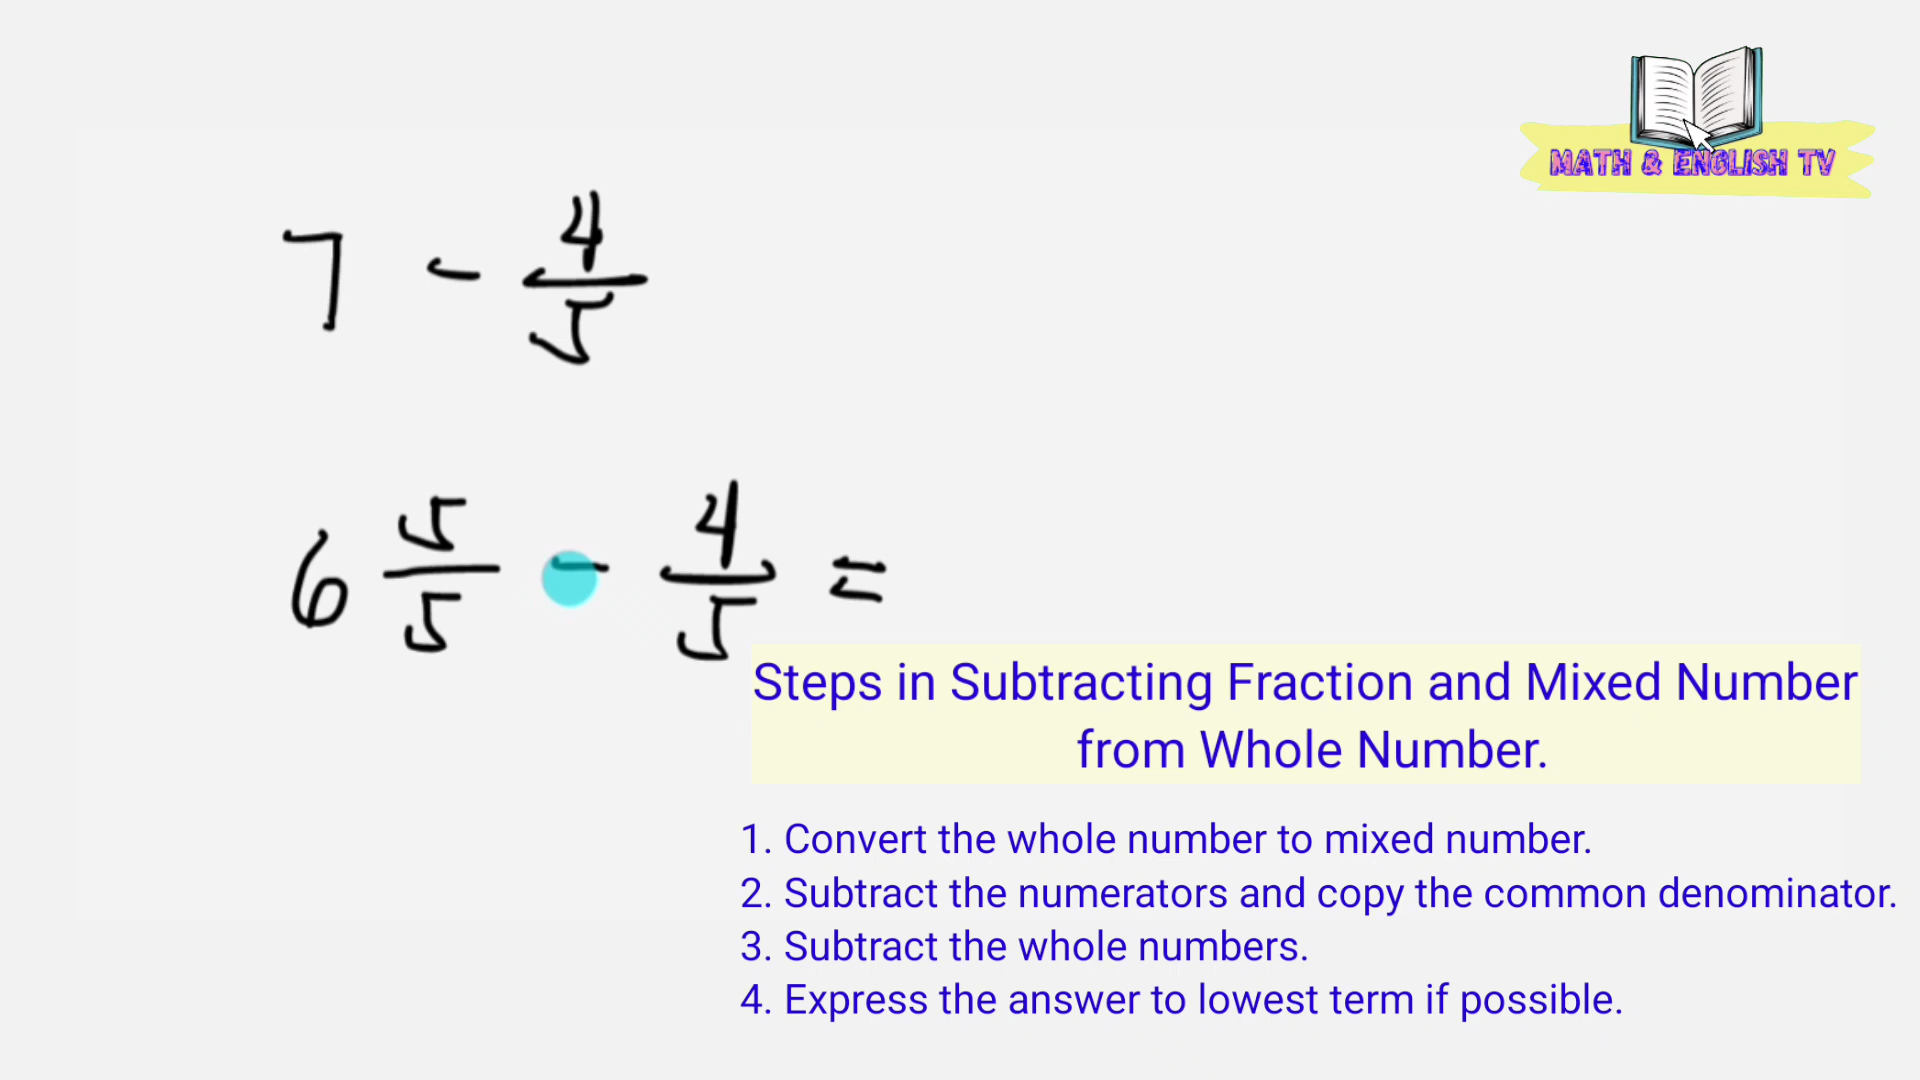 MATH & ENGLISH TV
7 - 4/5
6 5/5 - 4/5 =
Steps in Subtracting Fraction and Mixed Number
from Whole Number.
1. Convert the whole number to mixed number.
2. Subtract the numerators and copy the common denominator.
3. Subtract the whole numbers.
4. Express the answer to lowest term if possible.